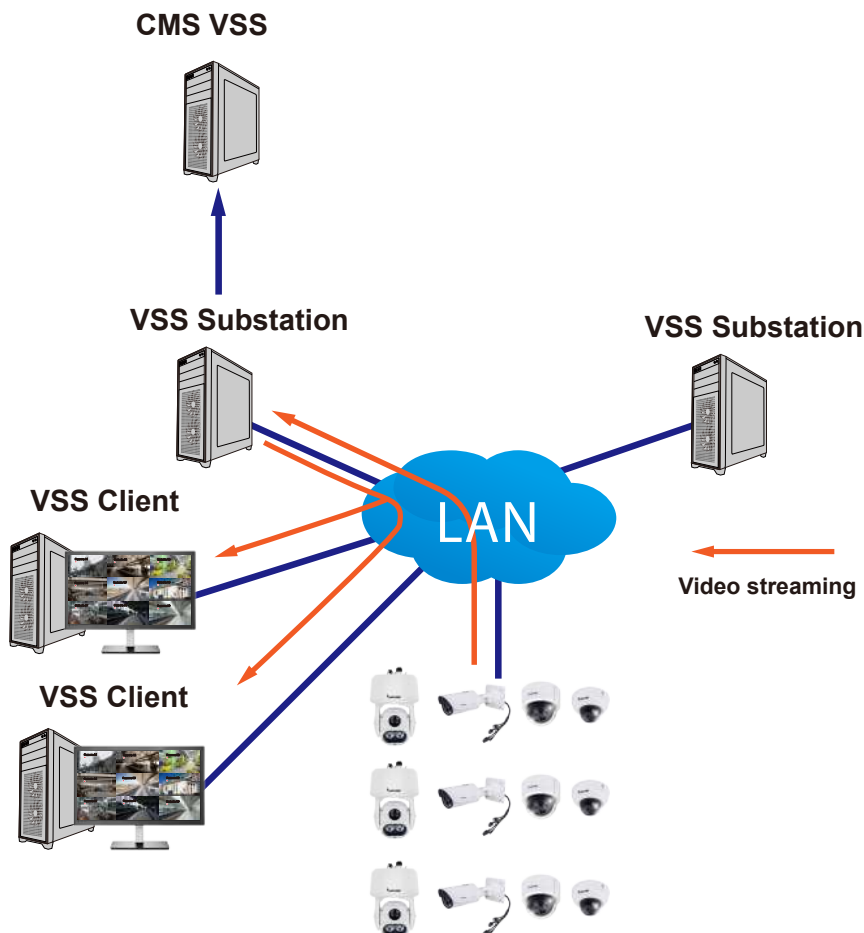 CMS VSS
VSS Substation
VSS Substation
VSS Client
LAN
Video streaming
VSS Client